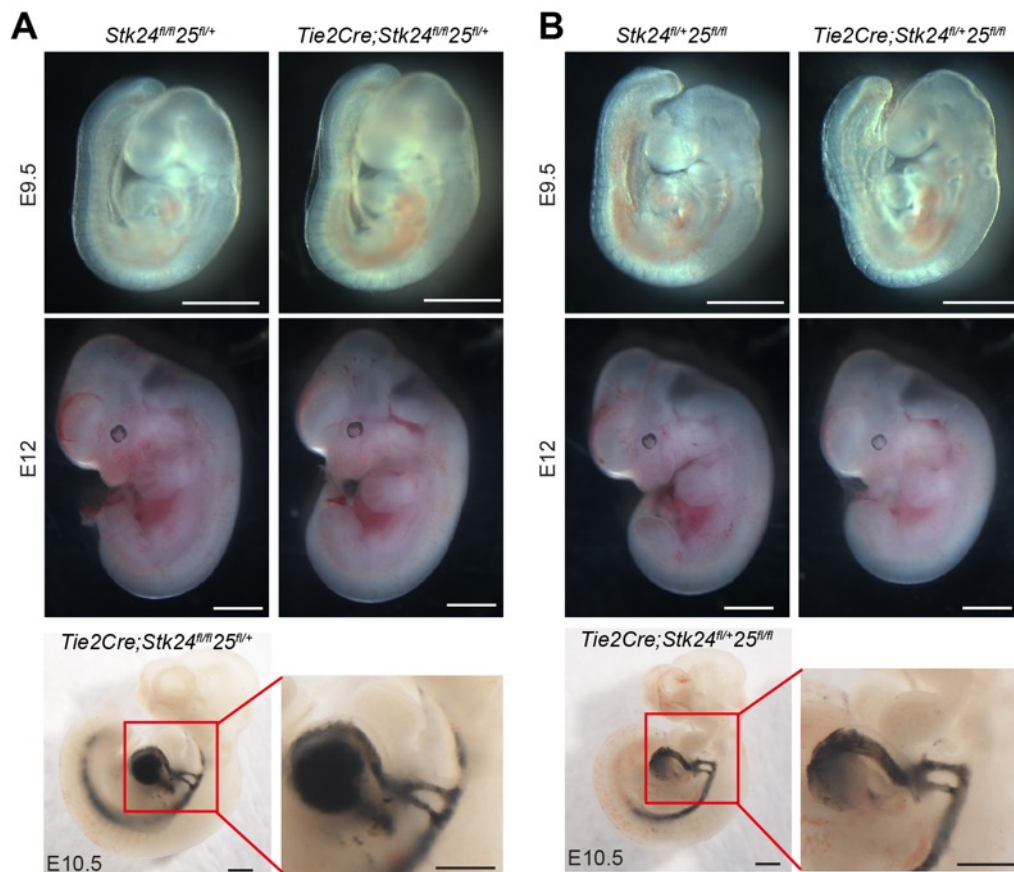 A
Stk24fl/fl25fl/+
Tie2Cre;Stk24fl/fl25fl/+
E9.5
E12
Tie2Cre;Stk24fl/fl25fl/+
E10.5
B
Stk24fl/+25fl/fl
Tie2Cre;Stk24fl/+25fl/fl
E9.5
E12
Tie2Cre;Stk24fl/+25fl/fl
E10.5